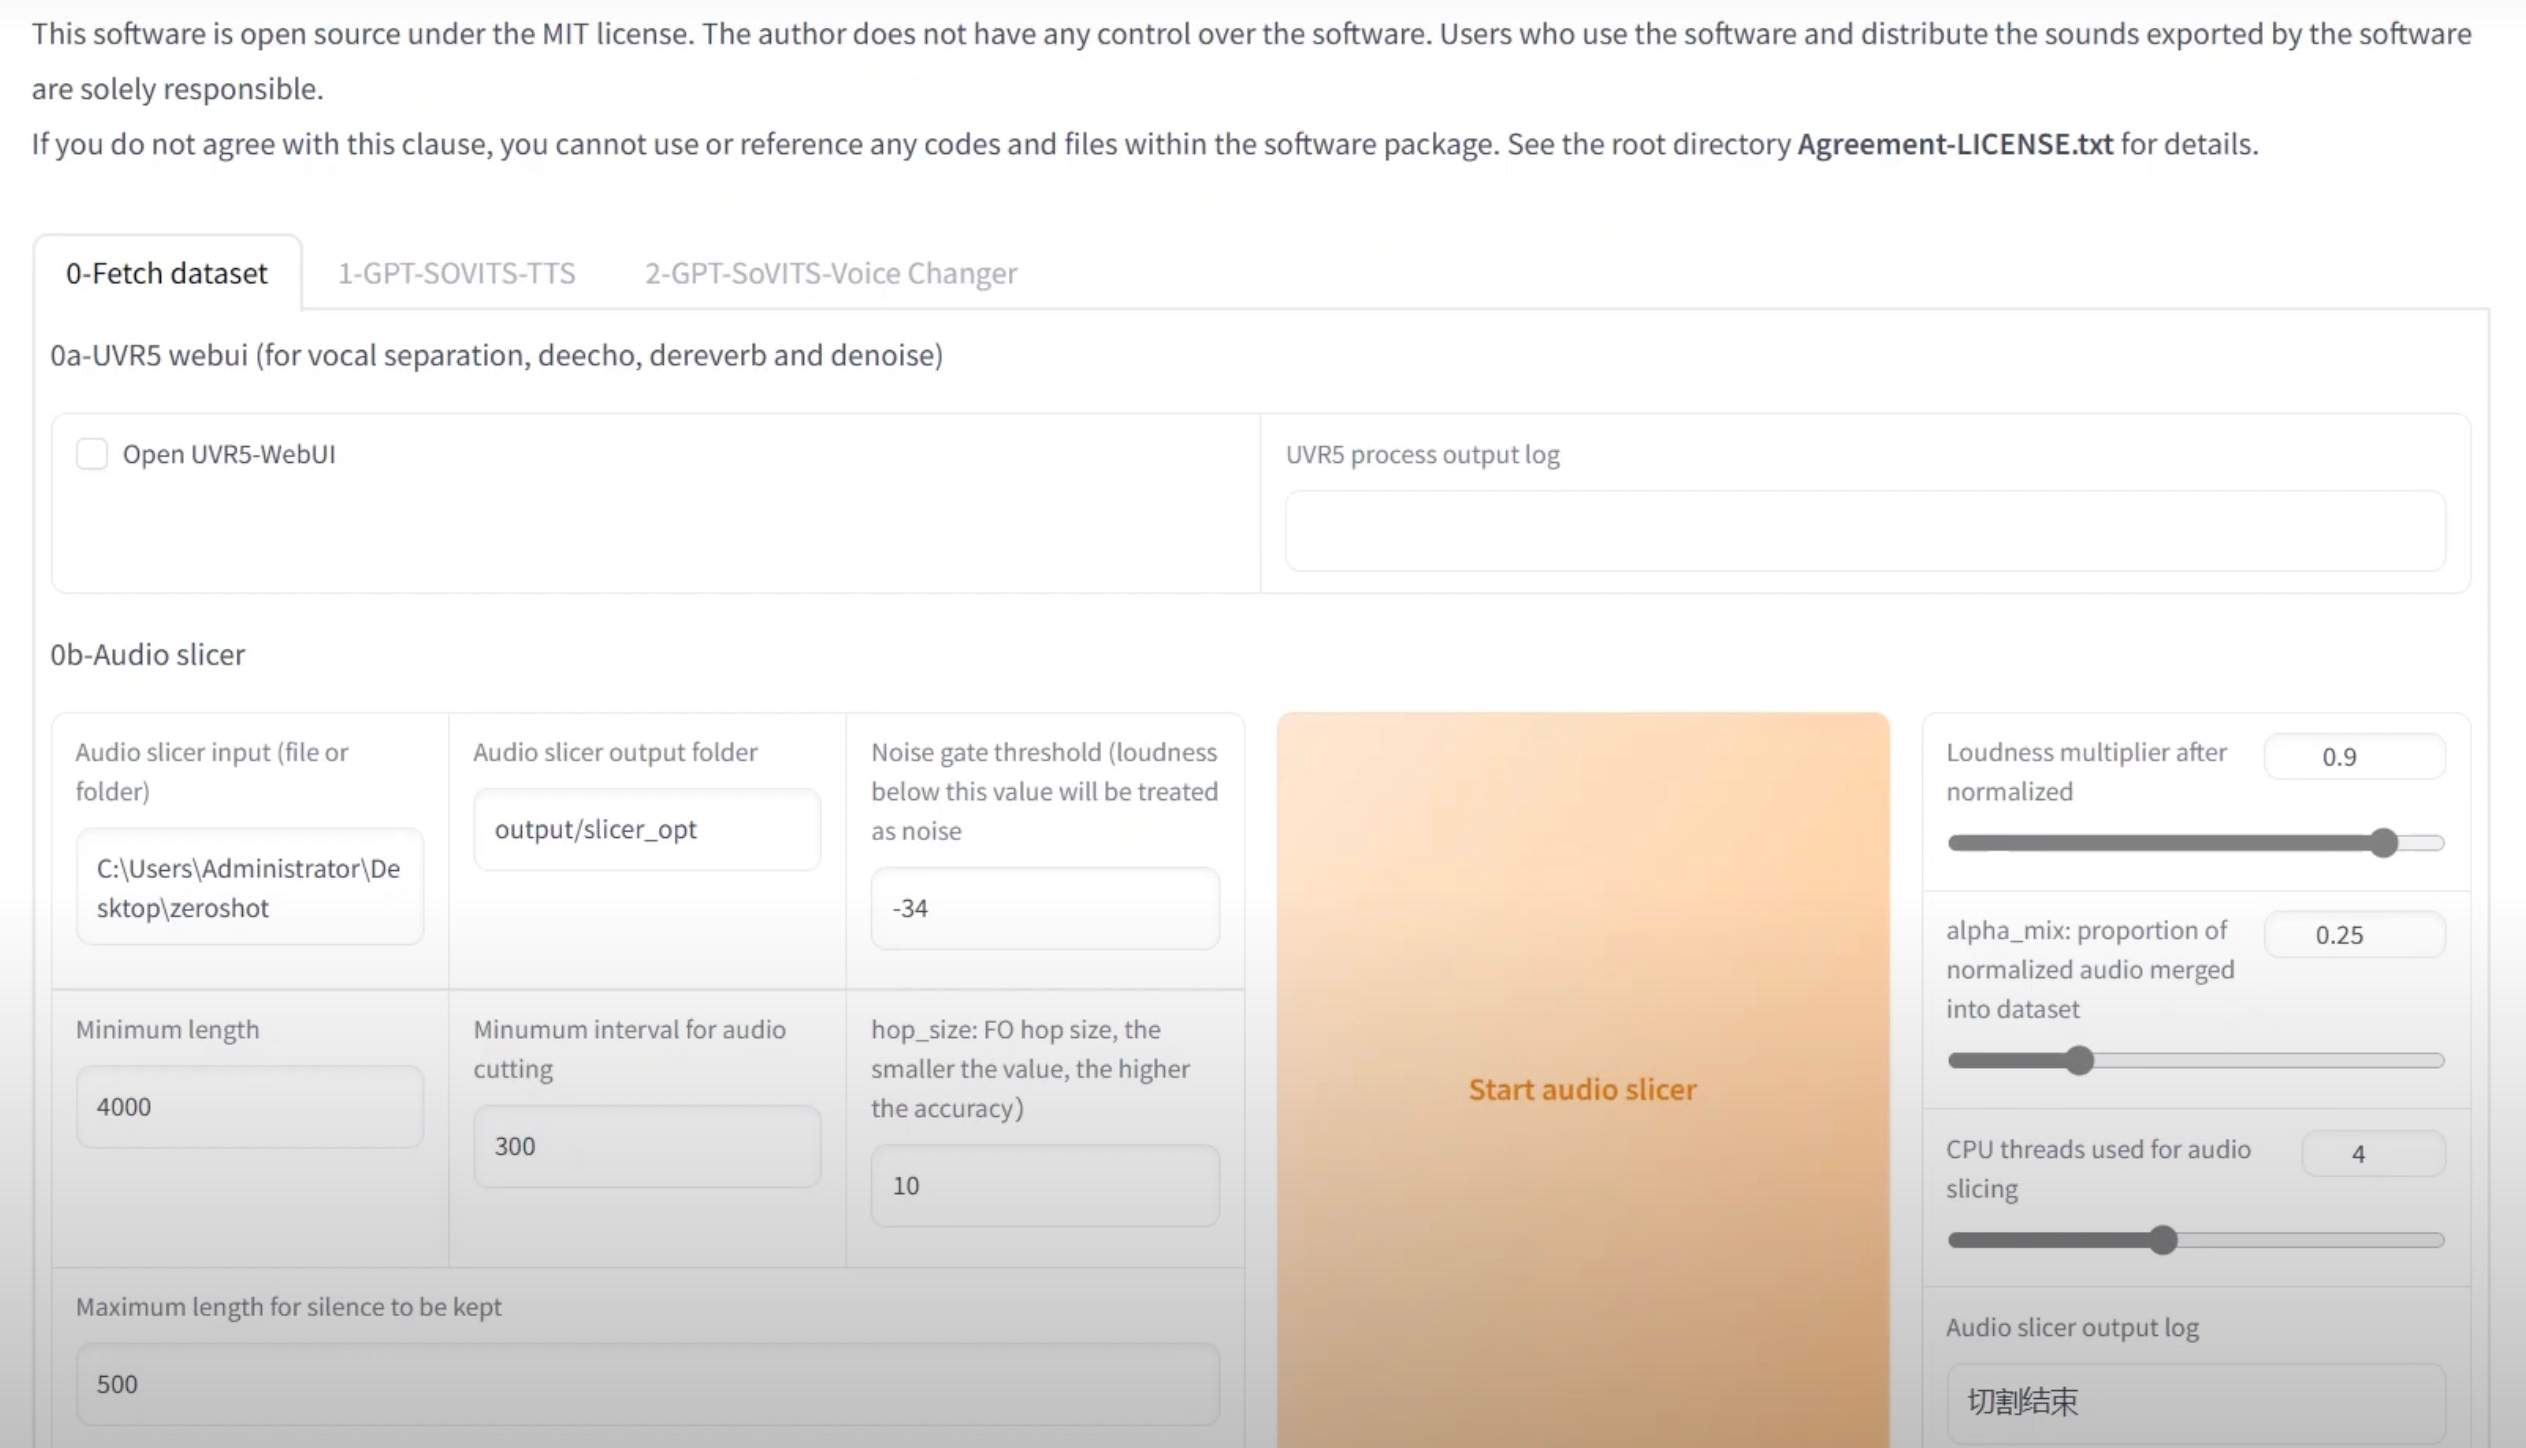 This software is open source under the MIT license. The author does not have any control over the software. Users who use the software and distribute the sounds exported by the software
are solely responsible.
If you do not agree with this clause, you cannot use or reference any codes and files within the software package. See the root directory Agreement-LICENSE.txt for details.
0-Fetch dataset
1-GPT-SOVITS-TTS
2-GPT-SoVITS-Voice Changer
0a-UVR5 webui (for vocal separation, deecho, dereverb and denoise)
Open UVR5-WebUI
UVR5 process output log
0b-Audio slicer
Audio slicer input (file or
folder)
C:\Users\Administrator\De
sktop\zeroshot
Audio slicer output folder
output/slicer_opt
Noise gate threshold (loudness
below this value will be treated
as noise
-34
Minimum length
4000
Minumum interval for audio
cutting
300
hop_size: FO hop size, the
smaller the value, the higher
the accuracy)
10
Maximum length for silence to be kept
500
Start audio slicer
Loudness multiplier after
normalized
0.9
alpha_mix: proportion of
normalized audio merged
into dataset
0.25
CPU threads used for audio
slicing
4
Audio slicer output log
切割结束